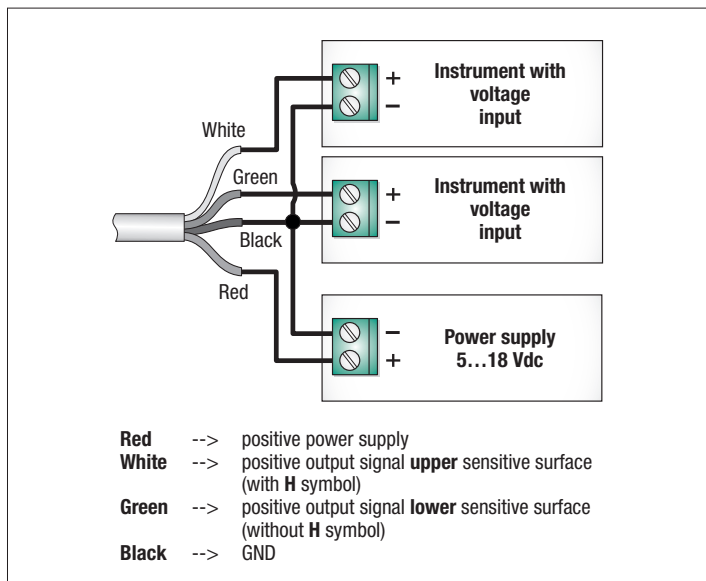 Instrument with
voltage
input
+
−
White
Green
Instrument with
voltage
input
+
−
Black
Red
−
+
Power supply
5…18 Vdc
Red --> positive power supply
White --> positive output signal upper sensitive surface
(with H symbol)
Green --> positive output signal lower sensitive surface
(without H symbol)
Black --> GND